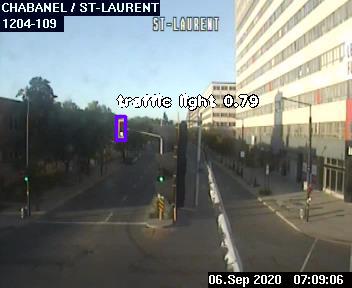 CHABANEL / ST-LAURENT
1204-109
ST-LAURENT
traffic light 0.79
06.Sep 2020 07:09:06